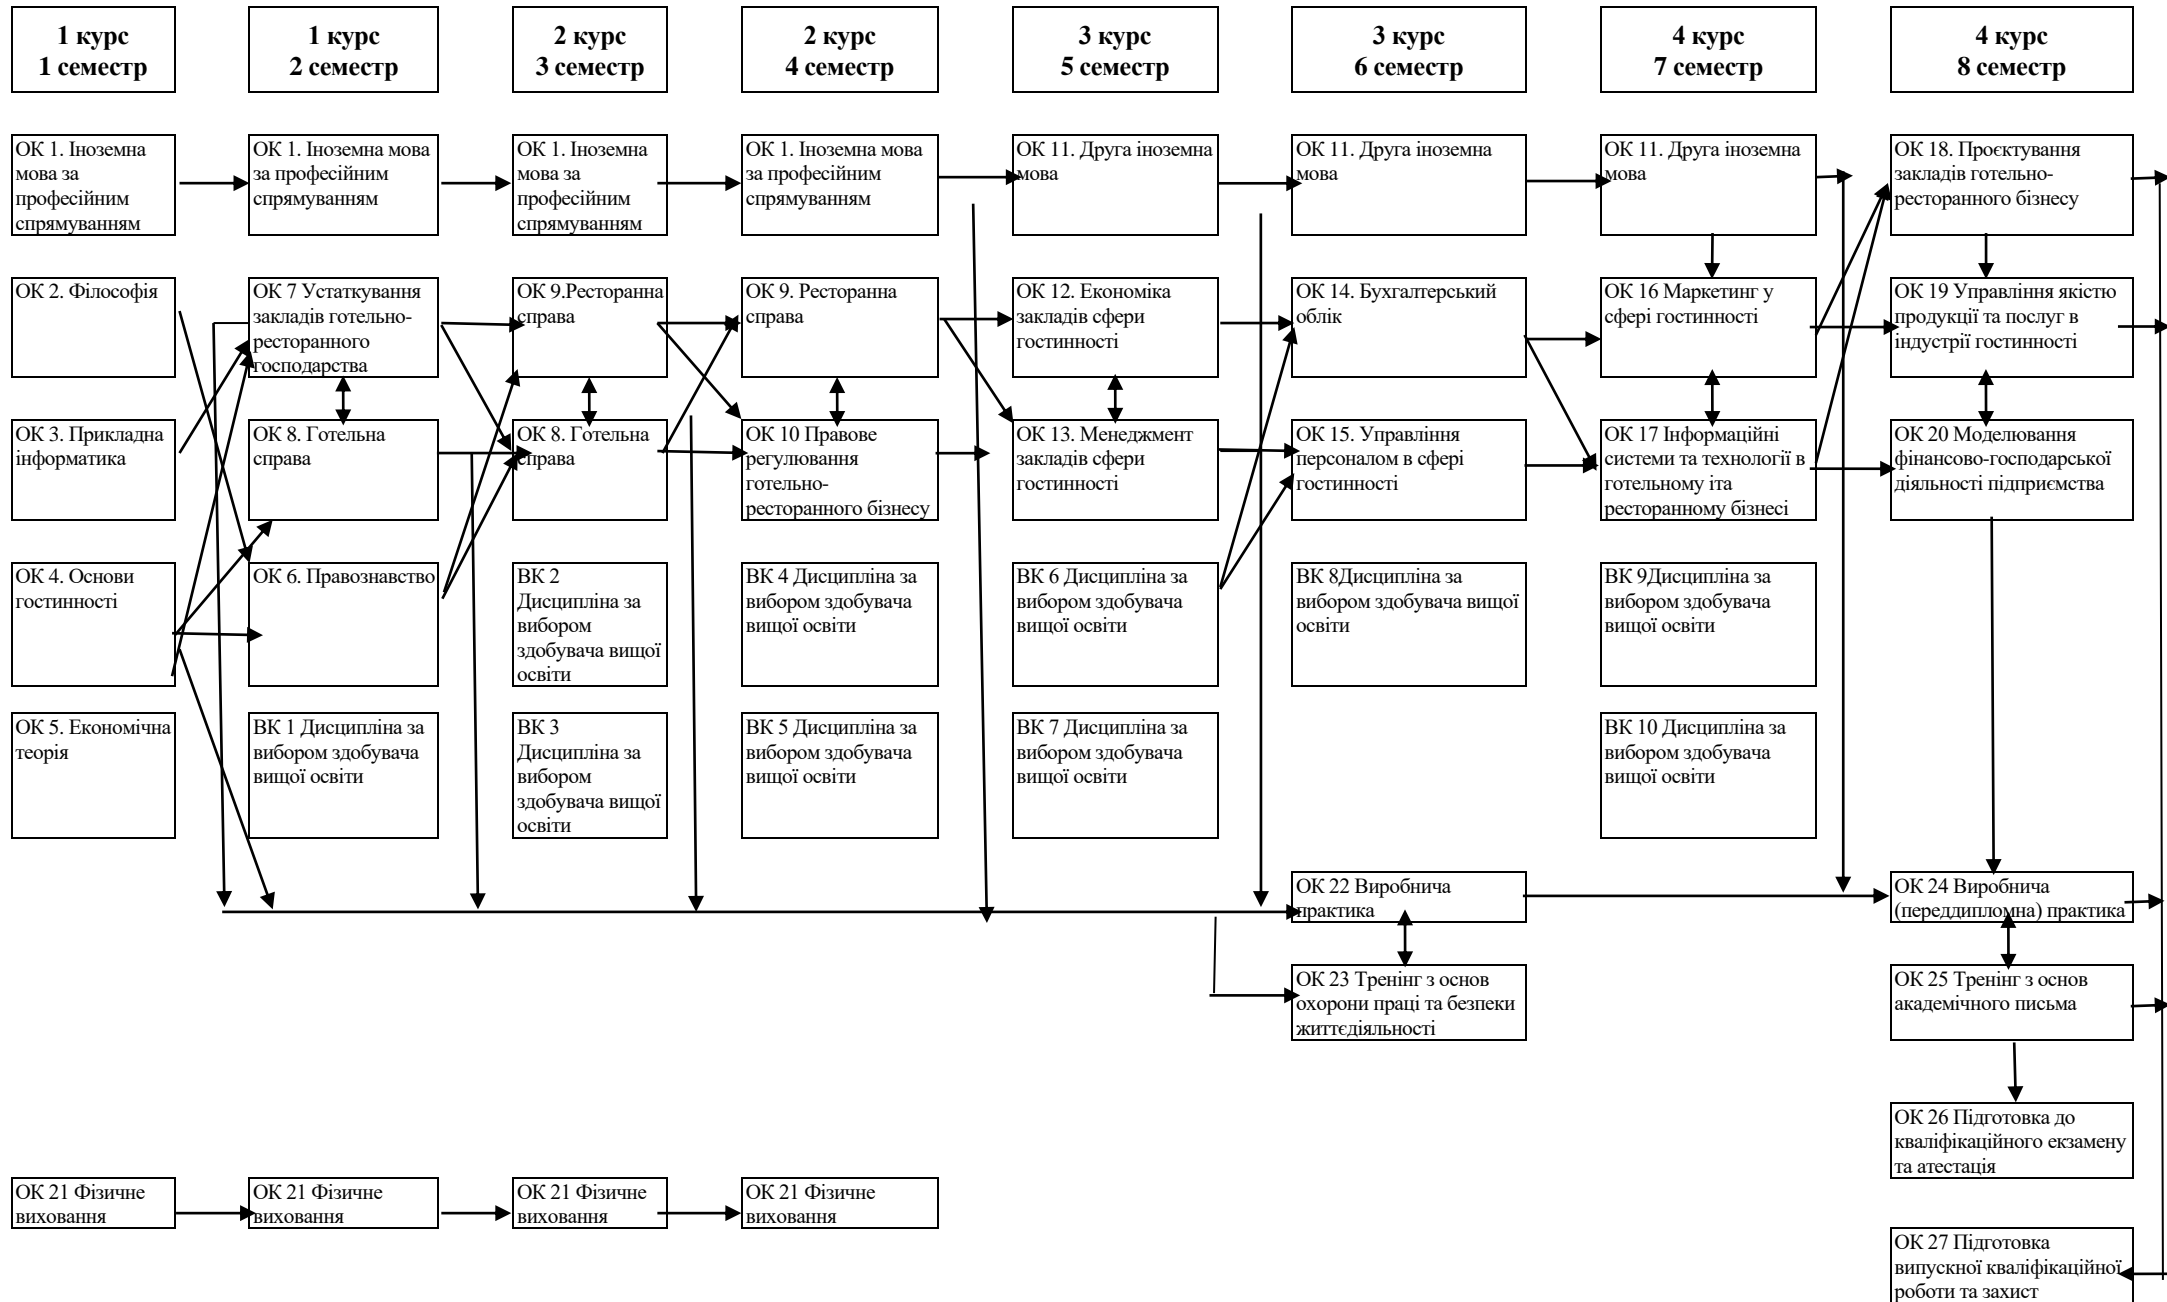 1 курс
1 семестр
1 курс
2 семестр
2 курс
3 семестр
2 курс
4 семестр
3 курс
5 семестр
3 курс
6 семестр
4 курс
7 семестр
4 курс
8 семестр
ОК 1. Іноземна
мова за
професійним
спрямуванням
ОК 1. Іноземна мова
за професійним
спрямуванням
ОК 1. Іноземна
мова за
професійним
спрямуванням
ОК 1. Іноземна мова
за професійним
спрямуванням
ОК 11. Друга іноземна
мова
ОК 11. Друга іноземна
мова
ОК 11. Друга іноземна
мова
ОК 18. Проєктування
закладів готельно-
ресторанного бізнесу
ОК 2. Філософія
ОК 7 Устаткування
закладів готельно-
ресторанного
господарства
ОК 9.Ресторанна
справа
ОК 9. Ресторанна
справа
ОК 12. Економіка
закладів сфери
гостинності
ОК 14. Бухгалтерський
облік
ОК 16 Маркетинг у
сфері гостинності
ОК 19 Управління якістю
продукції та послуг в
індустрії гостинності
ОК 3. Прикладна
інформатика
ОК 8. Готельна
справа
ОК 8. Готельна
справа
ОК 10 Правове
регулювання
готельно-
ресторанного бізнесу
ОК 13. Менеджмент
закладів сфери
гостинності
ОК 15. Управління
персоналом в сфері
гостинності
ОК 17 Інформаційні
системи та технології в
готельному іта
ресторанному бізнесі
ОК 20 Моделювання
фінансово-господарської
діяльності підприємства
ОК 4. Основи
гостинності
ОК 6. Правознавство
ВК 2
Дисципліна за
вибором
здобувача вищої
освіти
ВК 4 Дисципліна за
вибором здобувача
вищої освіти
ВК 6 Дисципліна за
вибором здобувача
вищої освіти
ВК 8Дисципліна за
вибором здобувача вищої
освіти
ВК 9Дисципліна за
вибором здобувача
вищої освіти
ОК 5. Економічна
теорія
ВК 1 Дисципліна за
вибором здобувача
вищої освіти
ВК 3
Дисципліна за
вибором
здобувача вищої
освіти
ВК 5 Дисципліна за
вибором здобувача
вищої освіти
ВК 7 Дисципліна за
вибором здобувача
вищої освіти
ВК 10 Дисципліна за
вибором здобувача
вищої освіти
ОК 22 Виробнича
практика
ОК 24 Виробнича
(переддипломна) практика
ОК 23 Тренінг з основ
охорони праці та безпеки
життєдіяльності
ОК 25 Тренінг з основ
академічного письма
ОК 26 Підготовка до
кваліфікаційного екзамену
та атестація
ОК 21 Фізичне
виховання
ОК 21 Фізичне
виховання
ОК 21 Фізичне
виховання
ОК 21 Фізичне
виховання
ОК 27 Підготовка
випускної кваліфікаційної
роботи та захист